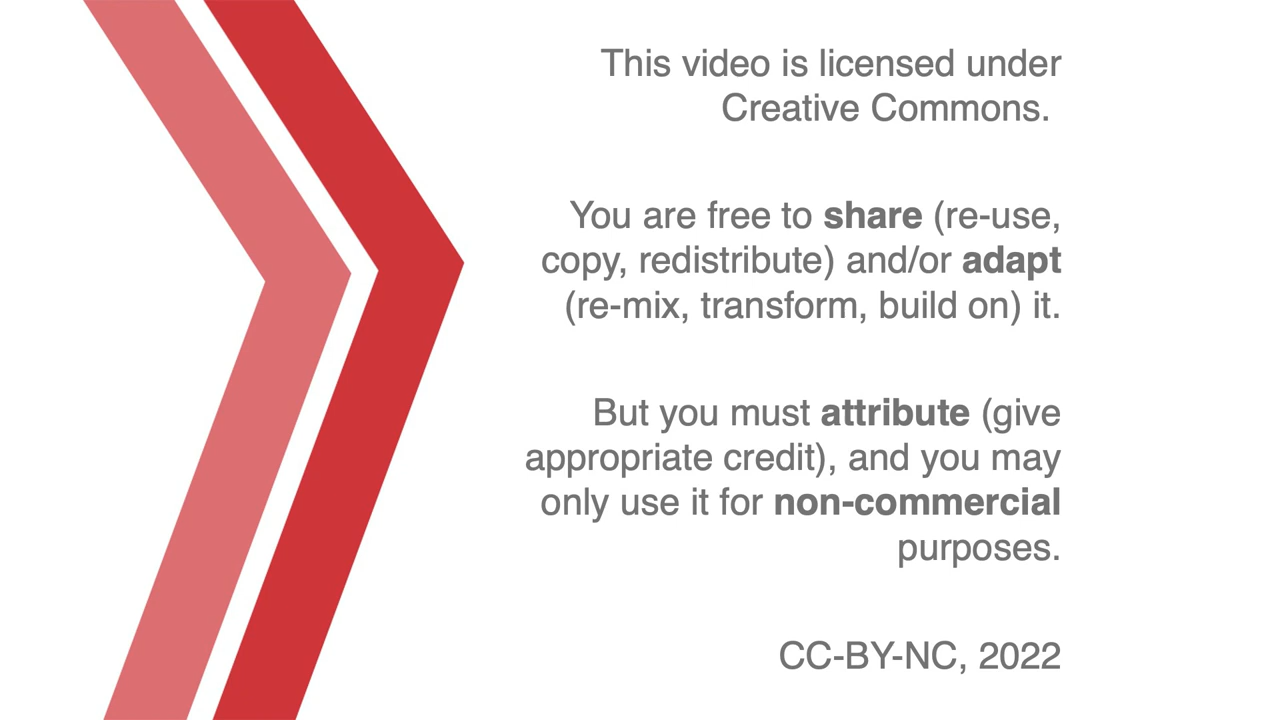 This video is licensed under
Creative Commons.
You are free to share (re-use,
copy, redistribute) and/or adapt
(re-mix, transform, build on) it.
But you must attribute (give
appropriate credit), and you may
only use it for non-commercial
purposes.
CC-BY-NC, 2022